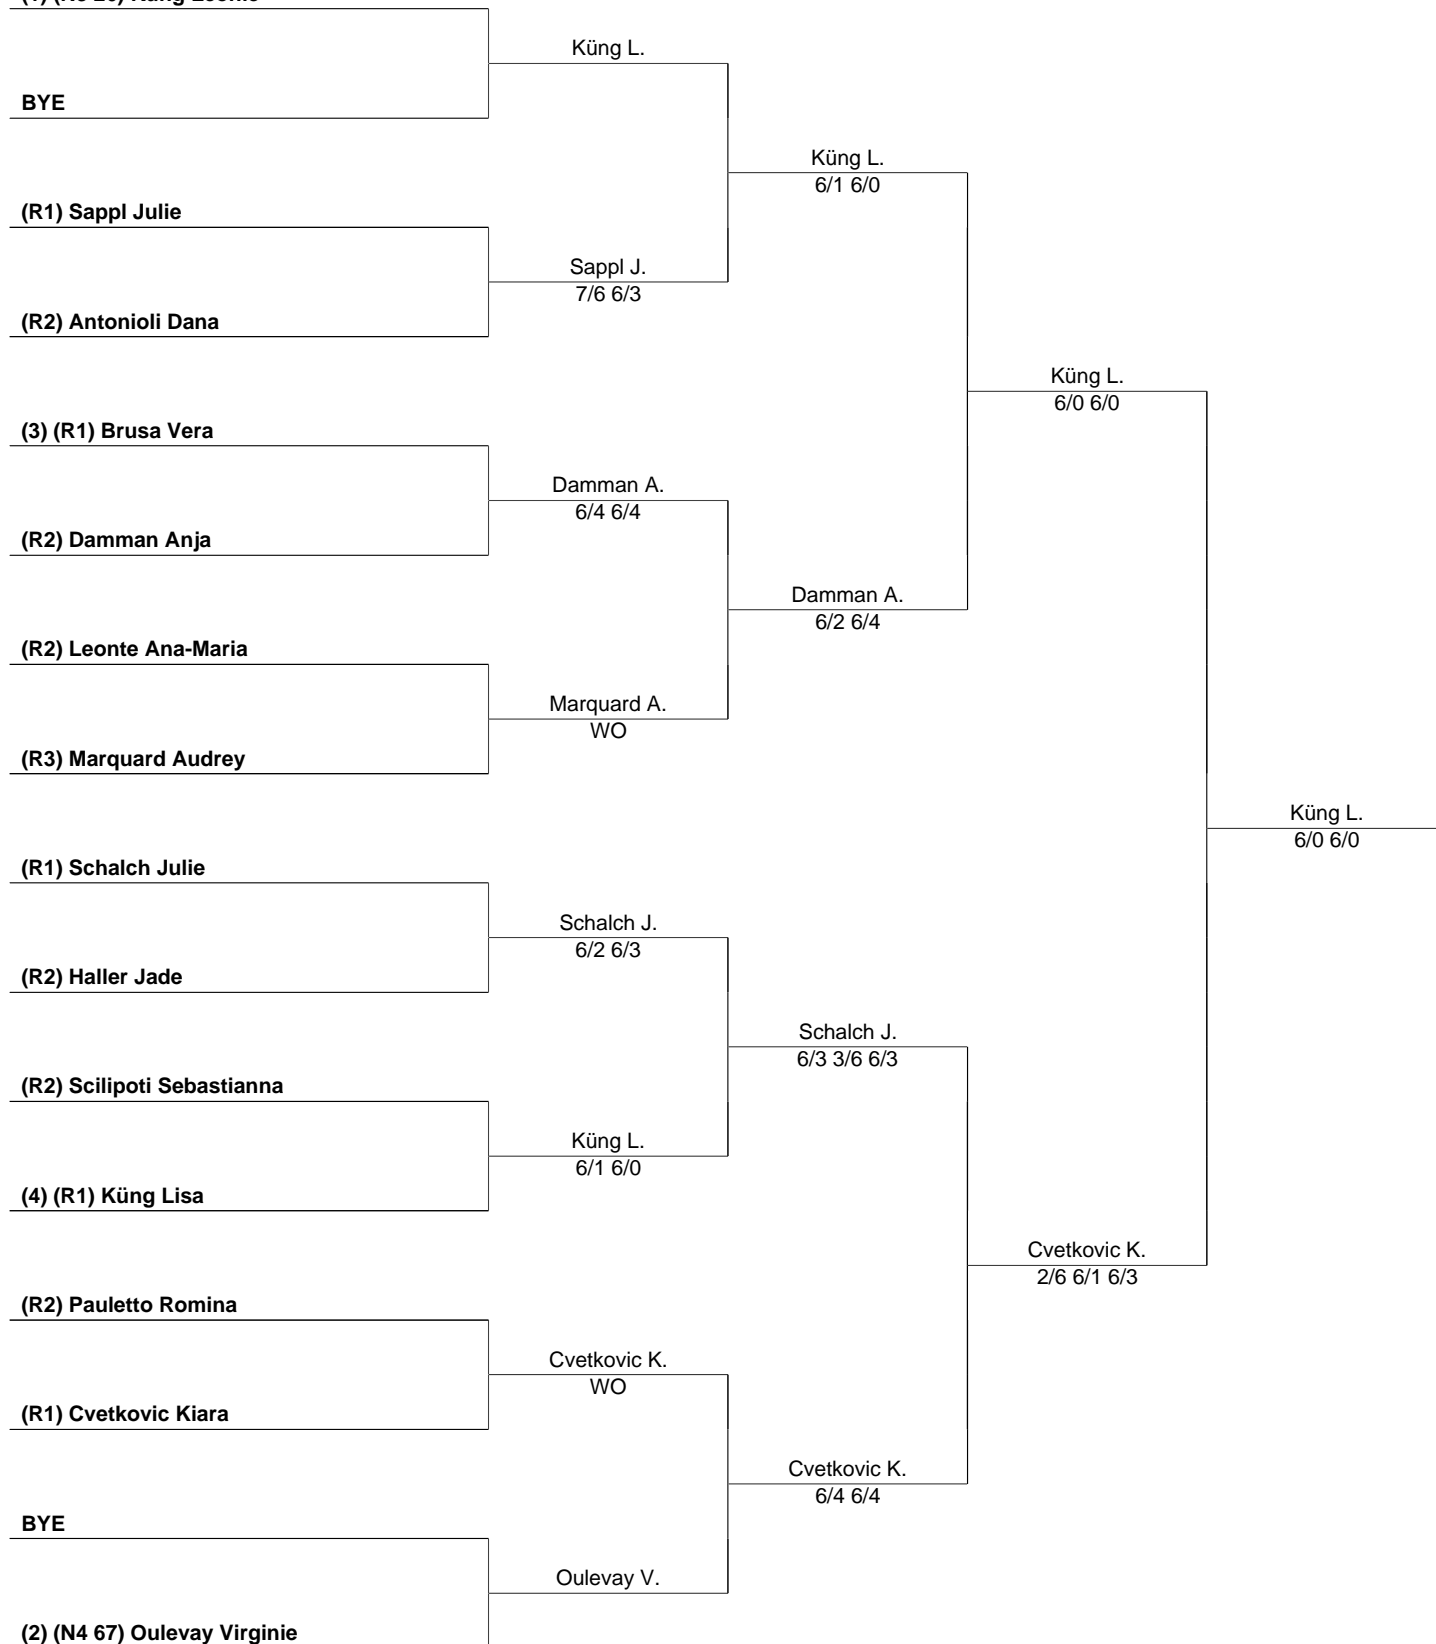 Küng L.
BYE
Küng L.
6/1 6/0
(R1) Sappl Julie
Sappl J.
7/6 6/3
(R2) Antonioli Dana
Küng L.
6/0 6/0
(3) (R1) Brusa Vera
Damman A.
6/4 6/4
(R2) Damman Anja
Damman A.
6/2 6/4
(R2) Leonte Ana-Maria
Marquard A.
WO
(R3) Marquard Audrey
Küng L.
6/0 6/0
(R1) Schalch Julie
Schalch J.
6/2 6/3
(R2) Haller Jade
Schalch J.
6/3 3/6 6/3
(R2) Scilipoti Sebastianna
Küng L.
6/1 6/0
(4) (R1) Küng Lisa
Cvetkovic K.
2/6 6/1 6/3
(R2) Pauletto Romina
Cvetkovic K.
WO
(R1) Cvetkovic Kiara
Cvetkovic K.
6/4 6/4
BYE
Oulevay V.
(2) (N4 67) Oulevay Virginie